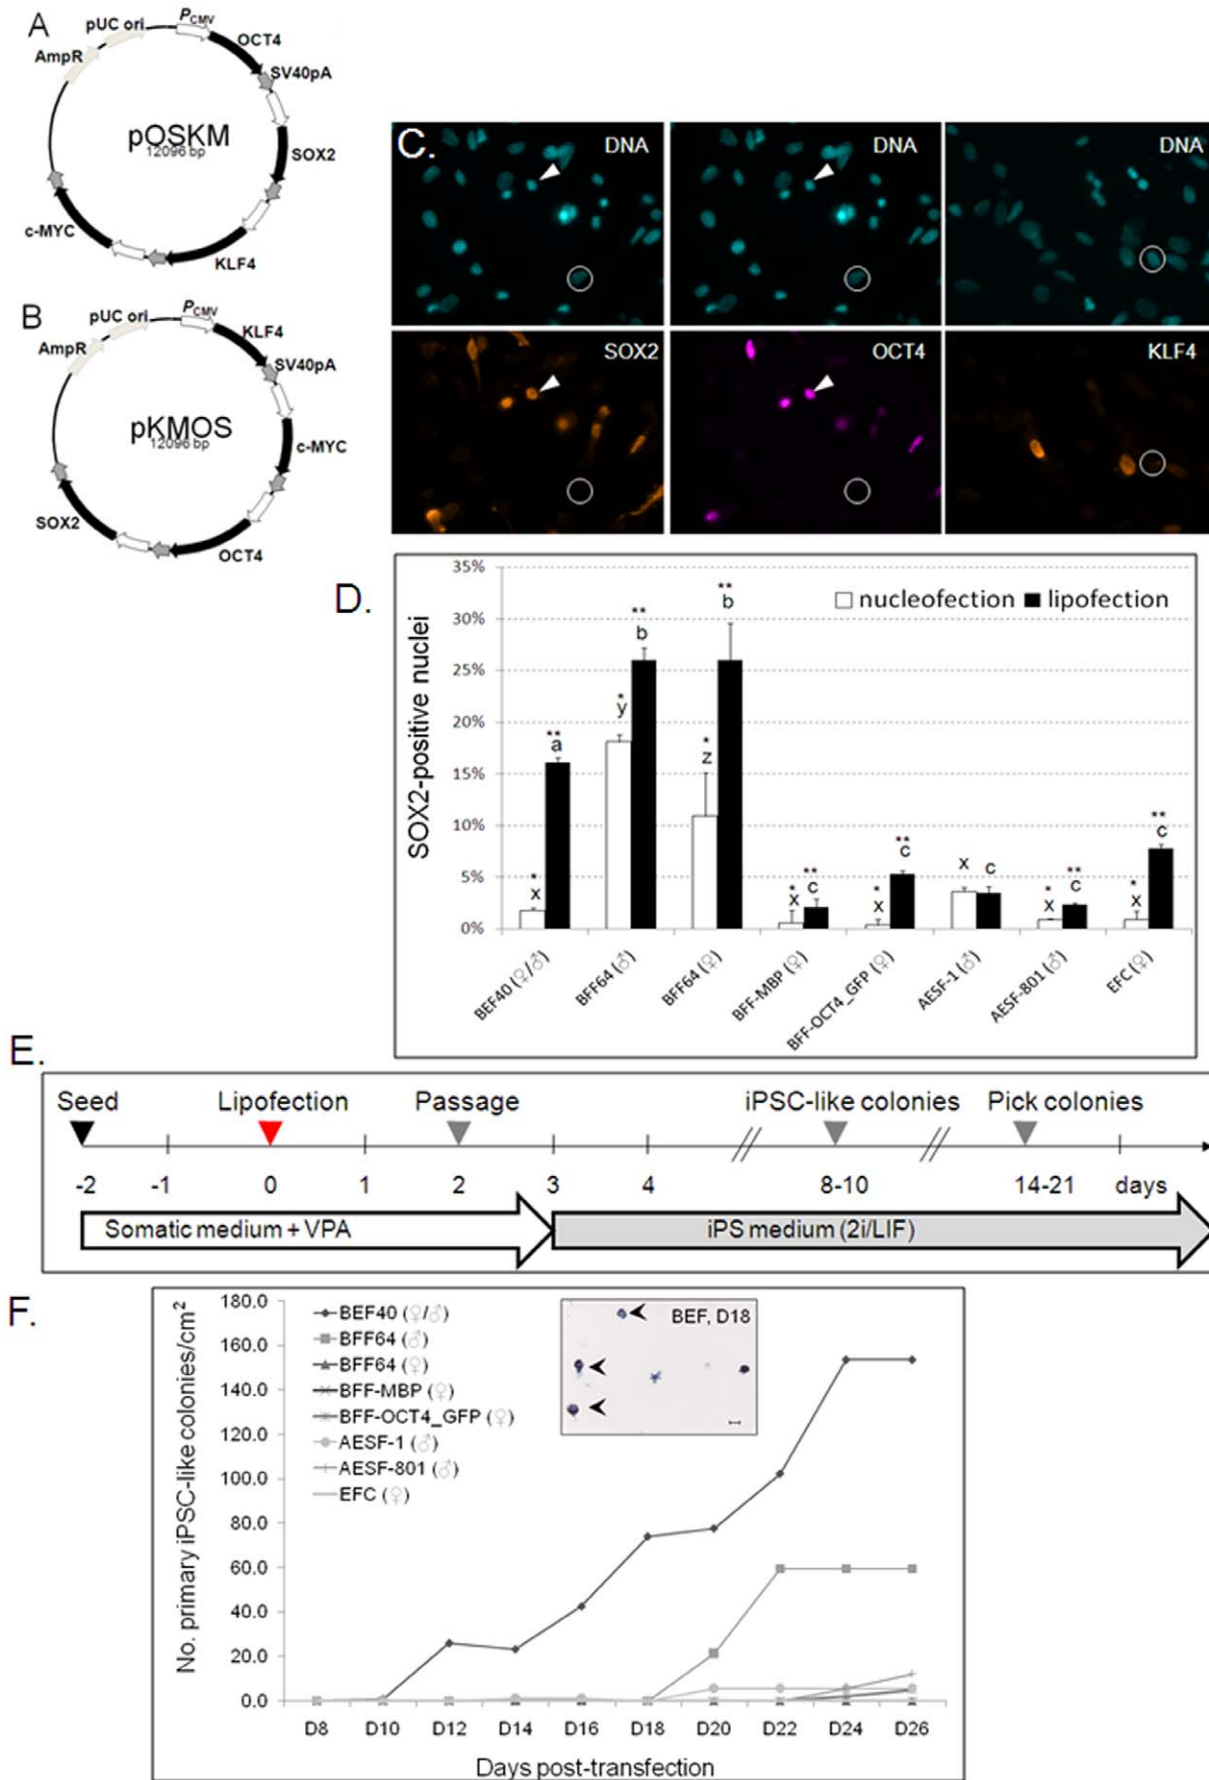 A
pUC ori
PCMV
OCT4
AmpR
SV40pA
pOSKM
12096 bp
SOX2
c-MYC
KLF4
B
pUC ori
PCMV
KLF4
AmpR
SV40pA
pKMOS
12096 bp
c-MYC
SOX2
OCT4
C.
DNA
DNA
DNA
SOX2
OCT4
KLF4
D.
SOX2-positive nuclei
35%
30%
25%
20%
15%
10%
5%
0%
nucleofection lipofection
* x
** a
* y
** b
* z
** b
* x
** c
* x
** c
x
c
* x
** c
* x
** c
BEF40 (♀/♂)
BFF64 (♂)
BFF64 (♀)
BFF-MBP (♀)
BFF-OCT4_GFP (♀)
AESF-1 (♂)
AESF-801 (♂)
EFC (♀)
E.
Seed Lipofection Passage iPSC-like colonies Pick colonies
-2 -1 0 1 2 3 4 8-10 14-21 days
Somatic medium + VPA iPS medium (2i/LIF)
F.
No. primary iPSC-like colonies/cm²
180.0
160.0
140.0
120.0
100.0
80.0
60.0
40.0
20.0
0.0
BEF40 (♀/♂)
BFF64 (♂)
BFF64 (♀)
BFF-MBP (♀)
BFF-OCT4_GFP (♀)
AESF-1 (♂)
AESF-801 (♂)
EFC (♀)
BEF, D18
D8 D10 D12 D14 D16 D18 D20 D22 D24 D26
Days post-transfection